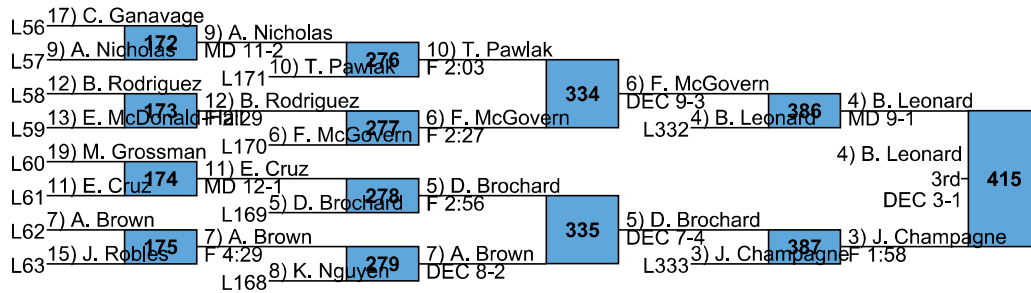 L56 17) C. Ganavage
172
9) A. Nicholas
MD 11-2
L57 9) A. Nicholas
276
10) T. Pawlak
F 2:03
L171 10) T. Pawlak
334
6) F. McGovern
DEC 9-3
L58 12) B. Rodriguez
173
12) B. Rodriguez
F 2:29
L59 13) E. McDonald-Hall
277
6) F. McGovern
F 2:27
L170 6) F. McGovern
386
4) B. Leonard
MD 9-1
L332 4) B. Leonard
L60 19) M. Grossman
174
11) E. Cruz
MD 12-1
L61 11) E. Cruz
278
5) D. Brochard
F 2:56
L169 5) D. Brochard
335
5) D. Brochard
DEC 7-4
4) B. Leonard
3rd
DEC 3-1
415
L62 7) A. Brown
175
7) A. Brown
F 4:29
L63 15) J. Robles
279
7) A. Brown
DEC 8-2
L168 8) K. Nguyen
387
3) J. Champagne
F 1:58
L333 3) J. Champagne